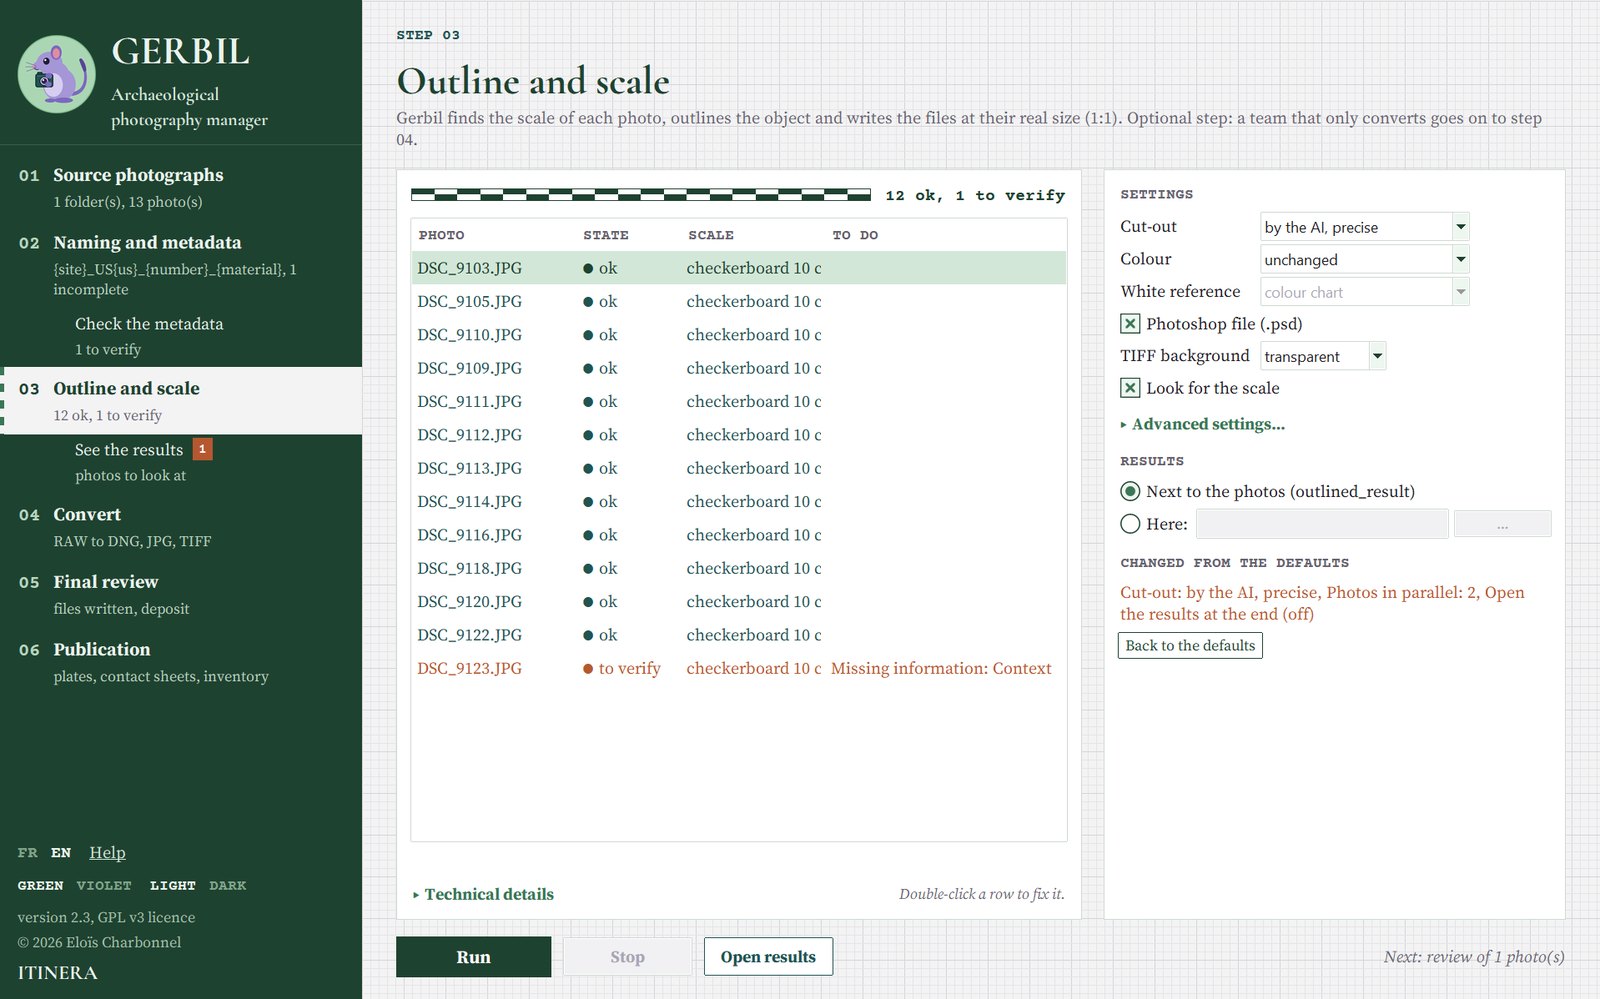 GERBIL
Archaeological
photography manager
01 Source photographs
1 folder(s), 13 photo(s)
02 Naming and metadata
{site}_US{us}_{number}_{material}, 1
incomplete
Check the metadata
1 to verify
03 Outline and scale
12 ok, 1 to verify
See the results 1
photos to look at
04 Convert
RAW to DNG, JPG, TIFF
05 Final review
files written, deposit
06 Publication
plates, contact sheets, inventory
FR EN Help
GREEN VIOLET LIGHT DARK
version 2.3, GPL v3 licence
© 2026 Eloïs Charbonnel
ITINERA
STEP 03
Outline and scale
Gerbil finds the scale of each photo, outlines the object and writes the files at their real size (1:1). Optional step: a team that only converts goes on to step
04.
12 ok, 1 to verify
PHOTO STATE SCALE TO DO
DSC_9103.JPG ok checkerboard 10 c
DSC_9105.JPG ok checkerboard 10 c
DSC_9110.JPG ok checkerboard 10 c
DSC_9109.JPG ok checkerboard 10 c
DSC_9111.JPG ok checkerboard 10 c
DSC_9112.JPG ok checkerboard 10 c
DSC_9113.JPG ok checkerboard 10 c
DSC_9114.JPG ok checkerboard 10 c
DSC_9116.JPG ok checkerboard 10 c
DSC_9118.JPG ok checkerboard 10 c
DSC_9120.JPG ok checkerboard 10 c
DSC_9122.JPG ok checkerboard 10 c
DSC_9123.JPG to verify checkerboard 10 c Missing information: Context
Technical details
Double-click a row to fix it.
SETTINGS
Cut-out by the AI, precise
Colour unchanged
White reference colour chart
Photoshop file (.psd)
TIFF background transparent
Look for the scale
Advanced settings...
RESULTS
Next to the photos (outlined_result)
Here: ...
CHANGED FROM THE DEFAULTS
Cut-out: by the AI, precise, Photos in parallel: 2, Open
the results at the end (off)
Back to the defaults
Run Stop Open results
Next: review of 1 photo(s)